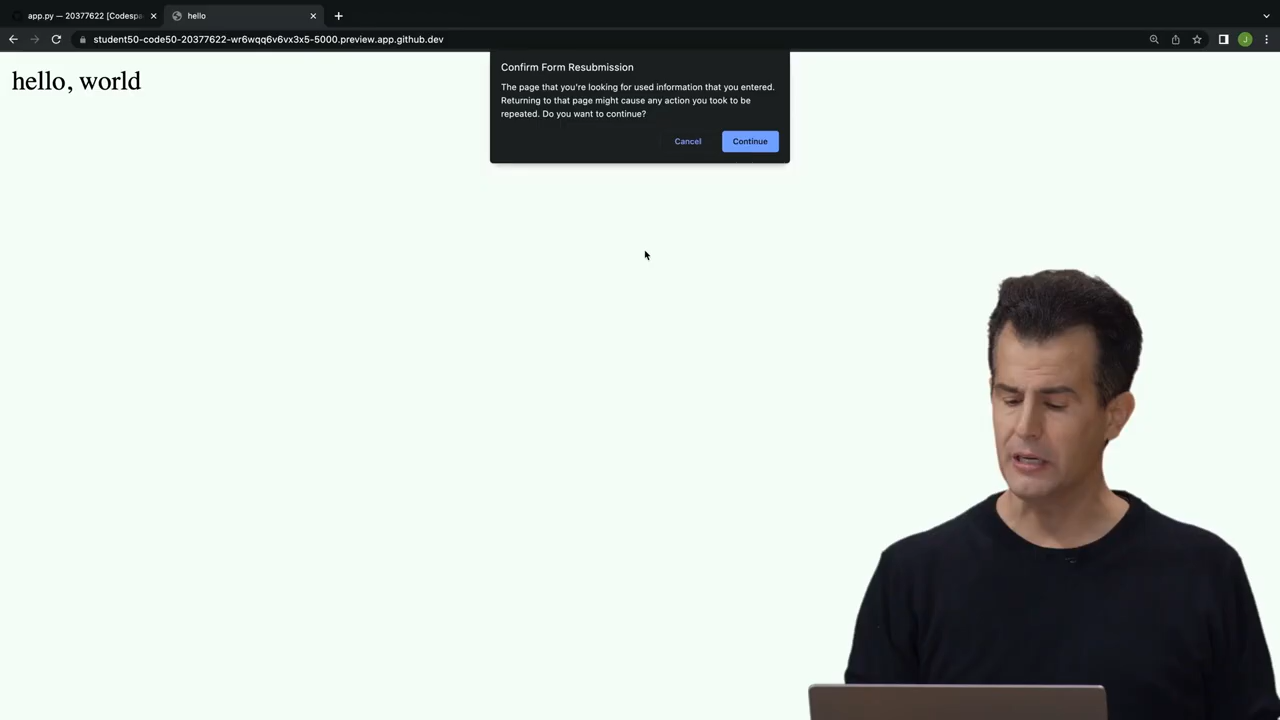 app.py — 20377622 [Codespa
hello
student50-code50-20377622-wr6wqq6v6vx3x5-5000.preview.app.github.dev
J
hello, world
Confirm Form Resubmission
The page that you're looking for used information that you entered.
Returning to that page might cause any action you took to be
repeated. Do you want to continue?
Cancel
Continue